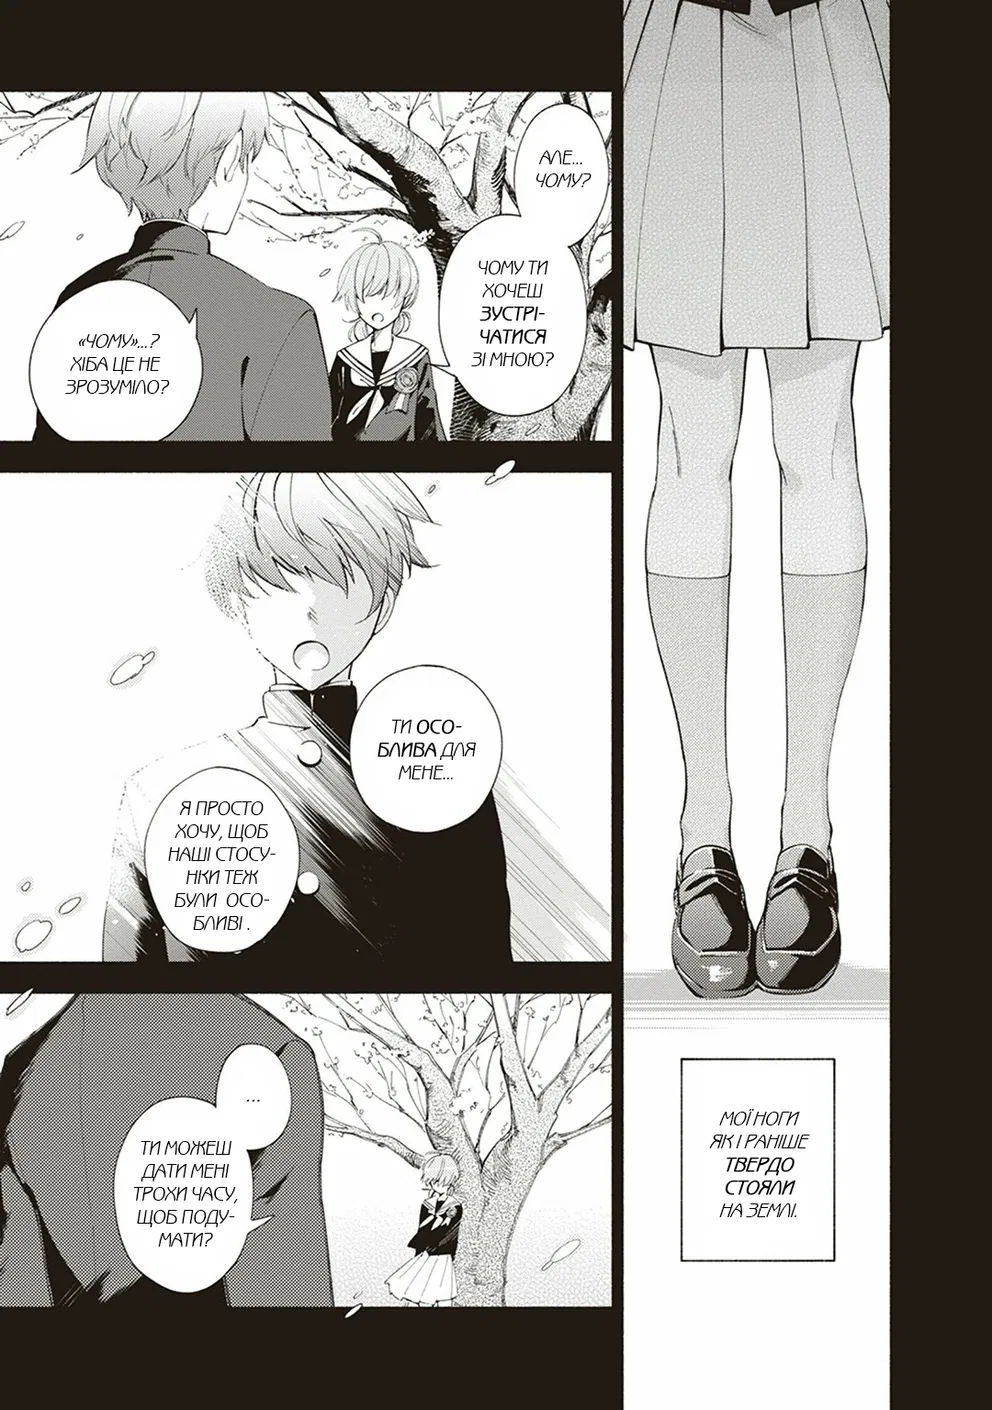 МОЇ НОГИ
ЯК І РАНІШЕ
ТВЕРДО
СТОЯЛИ
НА ЗЕМЛІ.
АЛЕ...
ЧОМУ?
ЧОМУ ТИ
ХОЧЕШ
ЗУСТРІ-
ЧАТИСЯ
ЗІ МНОЮ?
«ЧОМУ»...?
ХІБА ЦЕ НЕ
ЗРОЗУМІЛО?
ТИ ОСО-
БЛИВА ДЛЯ
МЕНЕ...
Я ПРОСТО
ХОЧУ, ЩОБ
НАШІ СТОСУ-
НКИ ТЕЖ
БУЛИ ОСО-
БЛИВІ .
...
ТИ МОЖЕШ
ДАТИ МЕНІ
ТРОХИ ЧАСУ,
ЩОБ ПОДУ-
МАТИ?